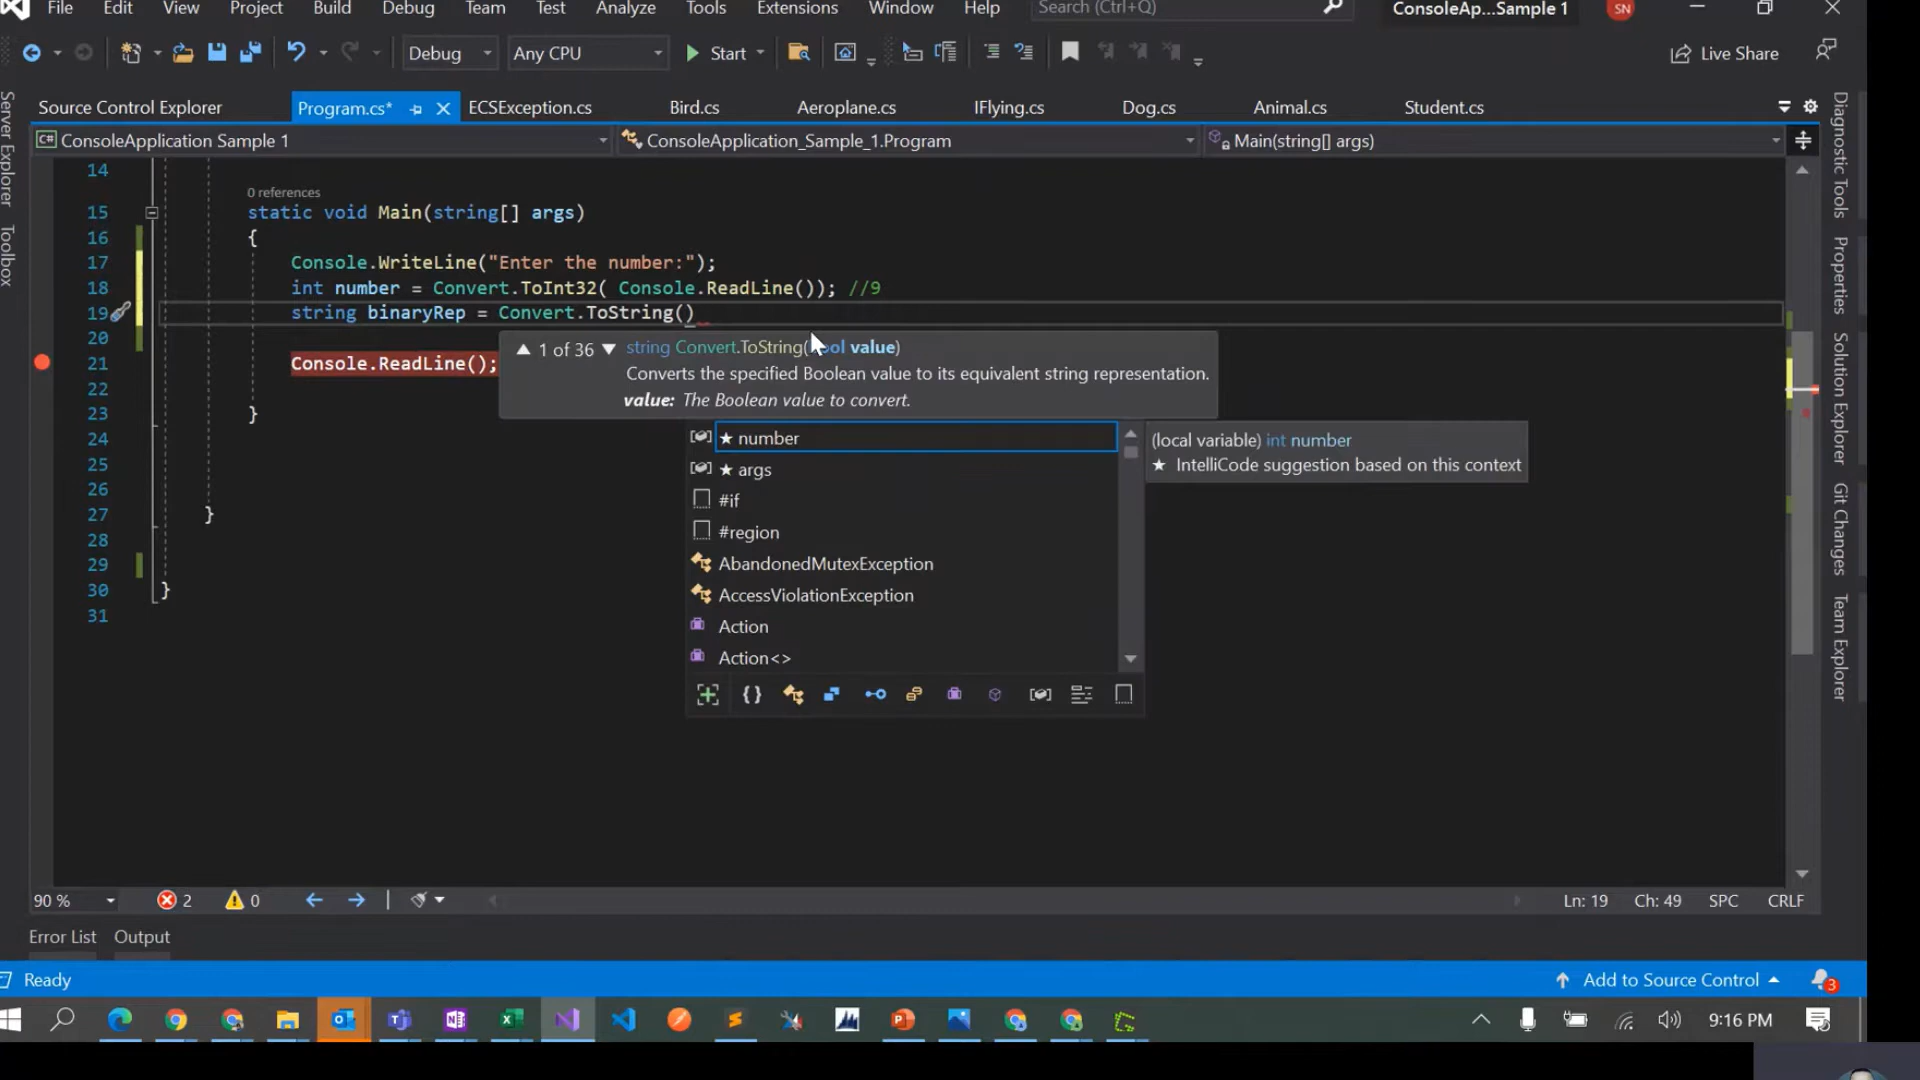 File Edit View Project Build Debug Team Test Analyze Tools Extensions Window Help Search (Ctrl+Q) ConsoleAp...Sample 1 SN
Debug Any CPU Start Live Share
Source Control Explorer Program.cs* ECSException.cs Bird.cs Aeroplane.cs IFlying.cs Dog.cs Animal.cs Student.cs
C# ConsoleApplication Sample 1 ConsoleApplication_Sample_1.Program Main(string[] args)
Server Explorer
Toolbox
14
0 references
15 static void Main(string[] args)
16 {
17 Console.WriteLine("Enter the number:");
18 int number = Convert.ToInt32( Console.ReadLine()); //9
19 string binaryRep = Convert.ToString()
20
21 Console.ReadLine();
22
23 }
24
25
26
27 }
28
29
30 }
31
1 of 36 string Convert.ToString(bool value)
Converts the specified Boolean value to its equivalent string representation.
value: The Boolean value to convert.
★ number
★ args
#if
#region
AbandonedMutexException
AccessViolationException
Action
Action<>
(local variable) int number
★ IntelliCode suggestion based on this context
Diagnostic Tools
Properties
Solution Explorer
Git Changes
Team Explorer
90 % 2 0 Ln: 19 Ch: 49 SPC CRLF
Error List Output
Ready Add to Source Control 3
9:16 PM